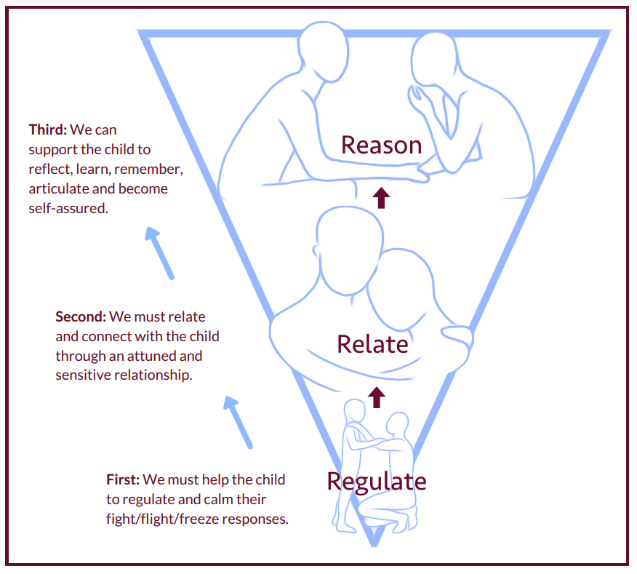 Third: We can
support the child to
reflect, learn, remember,
articulate and become
self-assured.
Reason
Second: We must relate
and connect with the child
through an attuned and
sensitive relationship.
Relate
First: We must help the child
to regulate and calm their
fight/flight/freeze responses.
Regulate